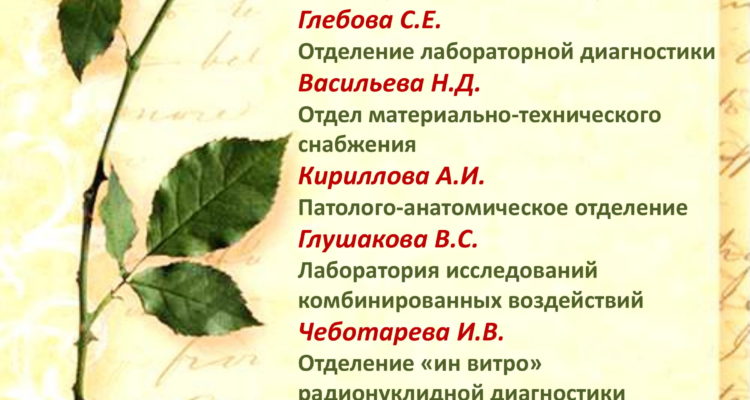 Глебова С.Е.
Отделение лабораторной диагностики
Васильева Н.Д.
Отдел материально-технического
снабжения
Кириллова А.И.
Патолого-анатомическое отделение
Глушакова В.С.
Лаборатория исследований
комбинированных воздействий
Чеботарева И.В.
Отделение «ин витро»
радионуклидной диагностики